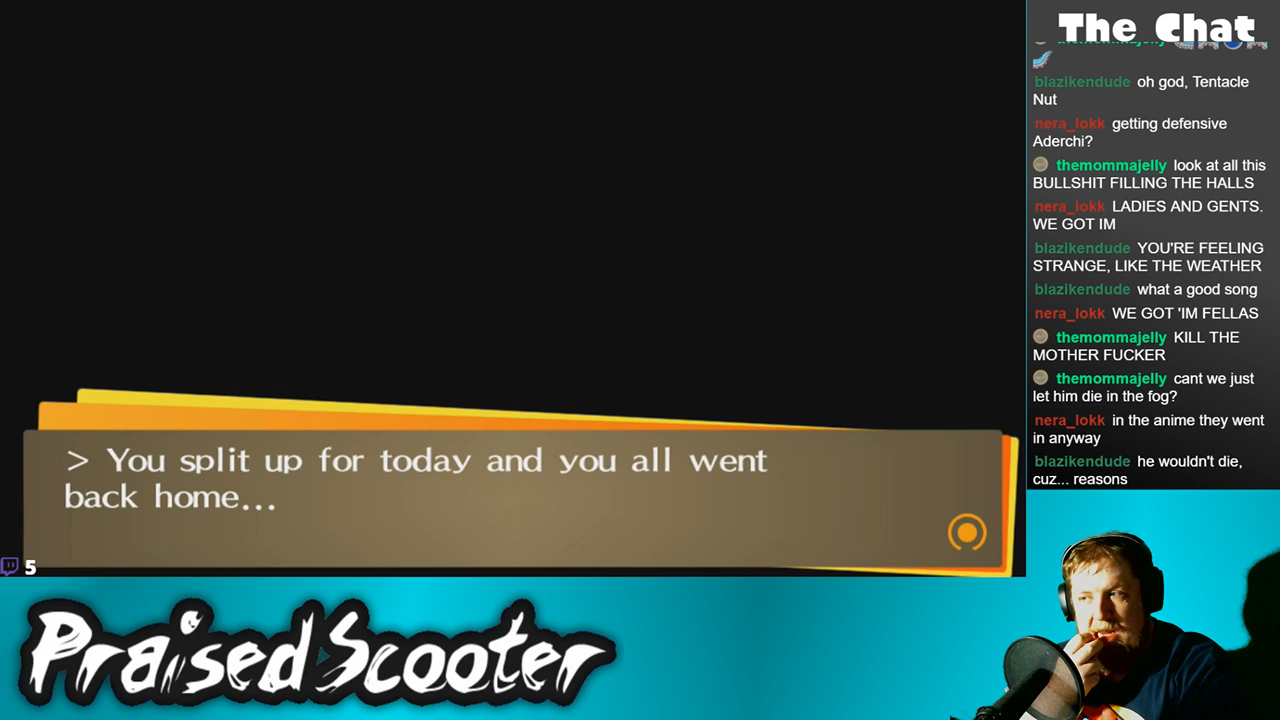 The Chat
blazikendude oh god, Tentacle
Nut
nera_lokk getting defensive
Aderchi?
themommajelly look at all this
BULLSHIT FILLING THE HALLS
nera_lokk LADIES AND GENTS.
WE GOT IM
blazikendude YOU'RE FEELING
STRANGE, LIKE THE WEATHER
blazikendude what a good song
nera_lokk WE GOT 'IM FELLAS
themommajelly KILL THE
MOTHER FUCKER
themommajelly cant we just
let him die in the fog?
nera_lokk in the anime they went
in anyway
blazikendude he wouldn't die,
cuz... reasons
> You split up for today and you all went
back home...
5
PraisedScooter